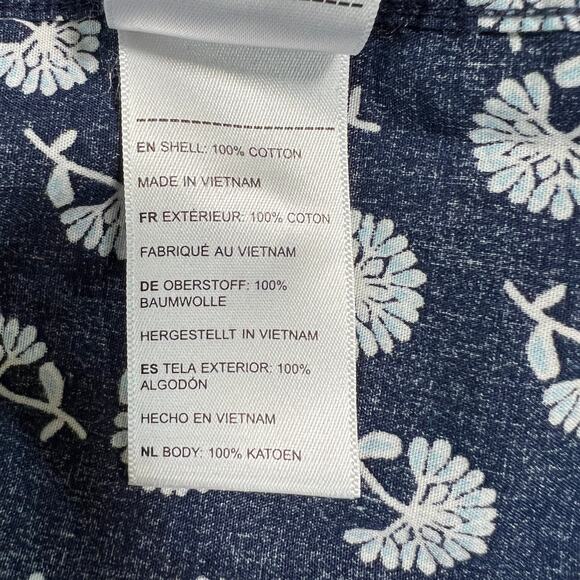 EN SHELL: 100% COTTON
MADE IN VIETNAM
FR EXTÉRIEUR: 100% COTON
FABRIQUÉ AU VIETNAM
DE OBERSTOFF: 100%
BAUMWOLLE
HERGESTELLT IN VIETNAM
ES TELA EXTERIOR: 100%
ALGODÓN
HECHO EN VIETNAM
NL BODY: 100% KATOEN